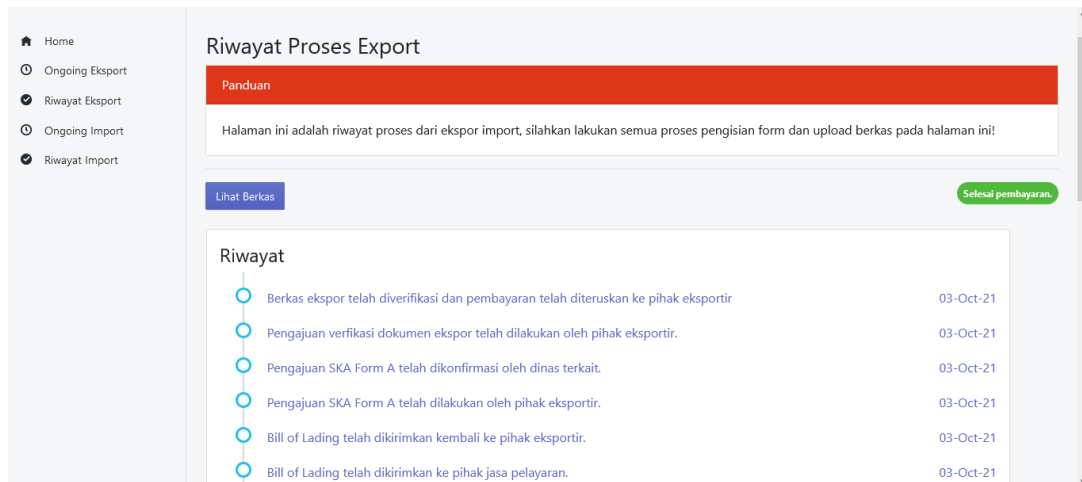 Home
Ongoing Eksport
Riwayat Eksport
Ongoing Import
Riwayat Import
Riwayat Proses Export
Panduan
Halaman ini adalah riwayat proses dari ekspor import, silahkan lakukan semua proses pengisian form dan upload berkas pada halaman ini!
Lihat Berkas
Selesai pembayaran.
Riwayat
Berkas ekspor telah diverifikasi dan pembayaran telah diteruskan ke pihak eksportir 03-Oct-21
Pengajuan verfikasi dokumen ekspor telah dilakukan oleh pihak eksportir. 03-Oct-21
Pengajuan SKA Form A telah dikonfirmasi oleh dinas terkait. 03-Oct-21
Pengajuan SKA Form A telah dilakukan oleh pihak eksportir. 03-Oct-21
Bill of Lading telah dikirimkan kembali ke pihak eksportir. 03-Oct-21
Bill of Lading telah dikirimkan ke pihak jasa pelayaran. 03-Oct-21